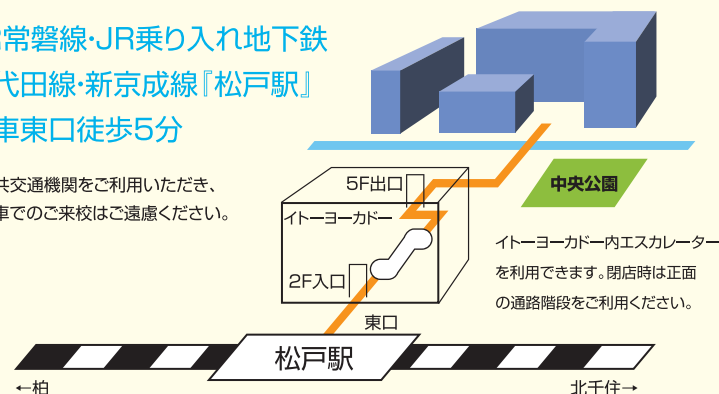 常磐線・JR乗り入れ地下鉄
代田線・新京成線『松戸駅』
車東口徒歩5分
共交通機関をご利用いただき、
車でのご来校はご遠慮ください。
中央公園
5F出口
イトーヨーカドー
2F入口
イトーヨーカドー内エスカレーター
を利用できます。閉店時は正面
の通路階段をご利用ください。
東口
松戸駅
←柏
北千住→